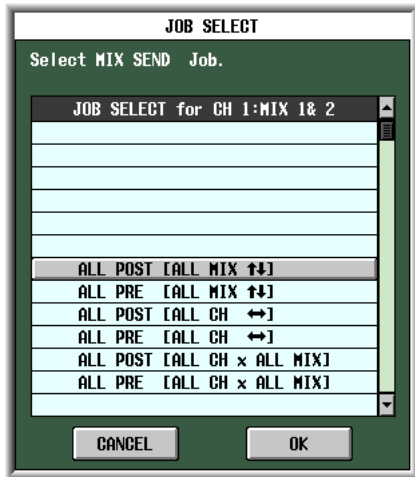 JOB SELECT
Select MIX SEND  Job.
JOB SELECT for CH 1:MIX 1& 2
ALL POST [ALL MIX ↑↓]
ALL PRE  [ALL MIX ↑↓]
ALL POST [ALL CH  ↔]
ALL PRE  [ALL CH  ↔]
ALL POST [ALL CH x ALL MIX]
ALL PRE  [ALL CH x ALL MIX]
CANCEL OK